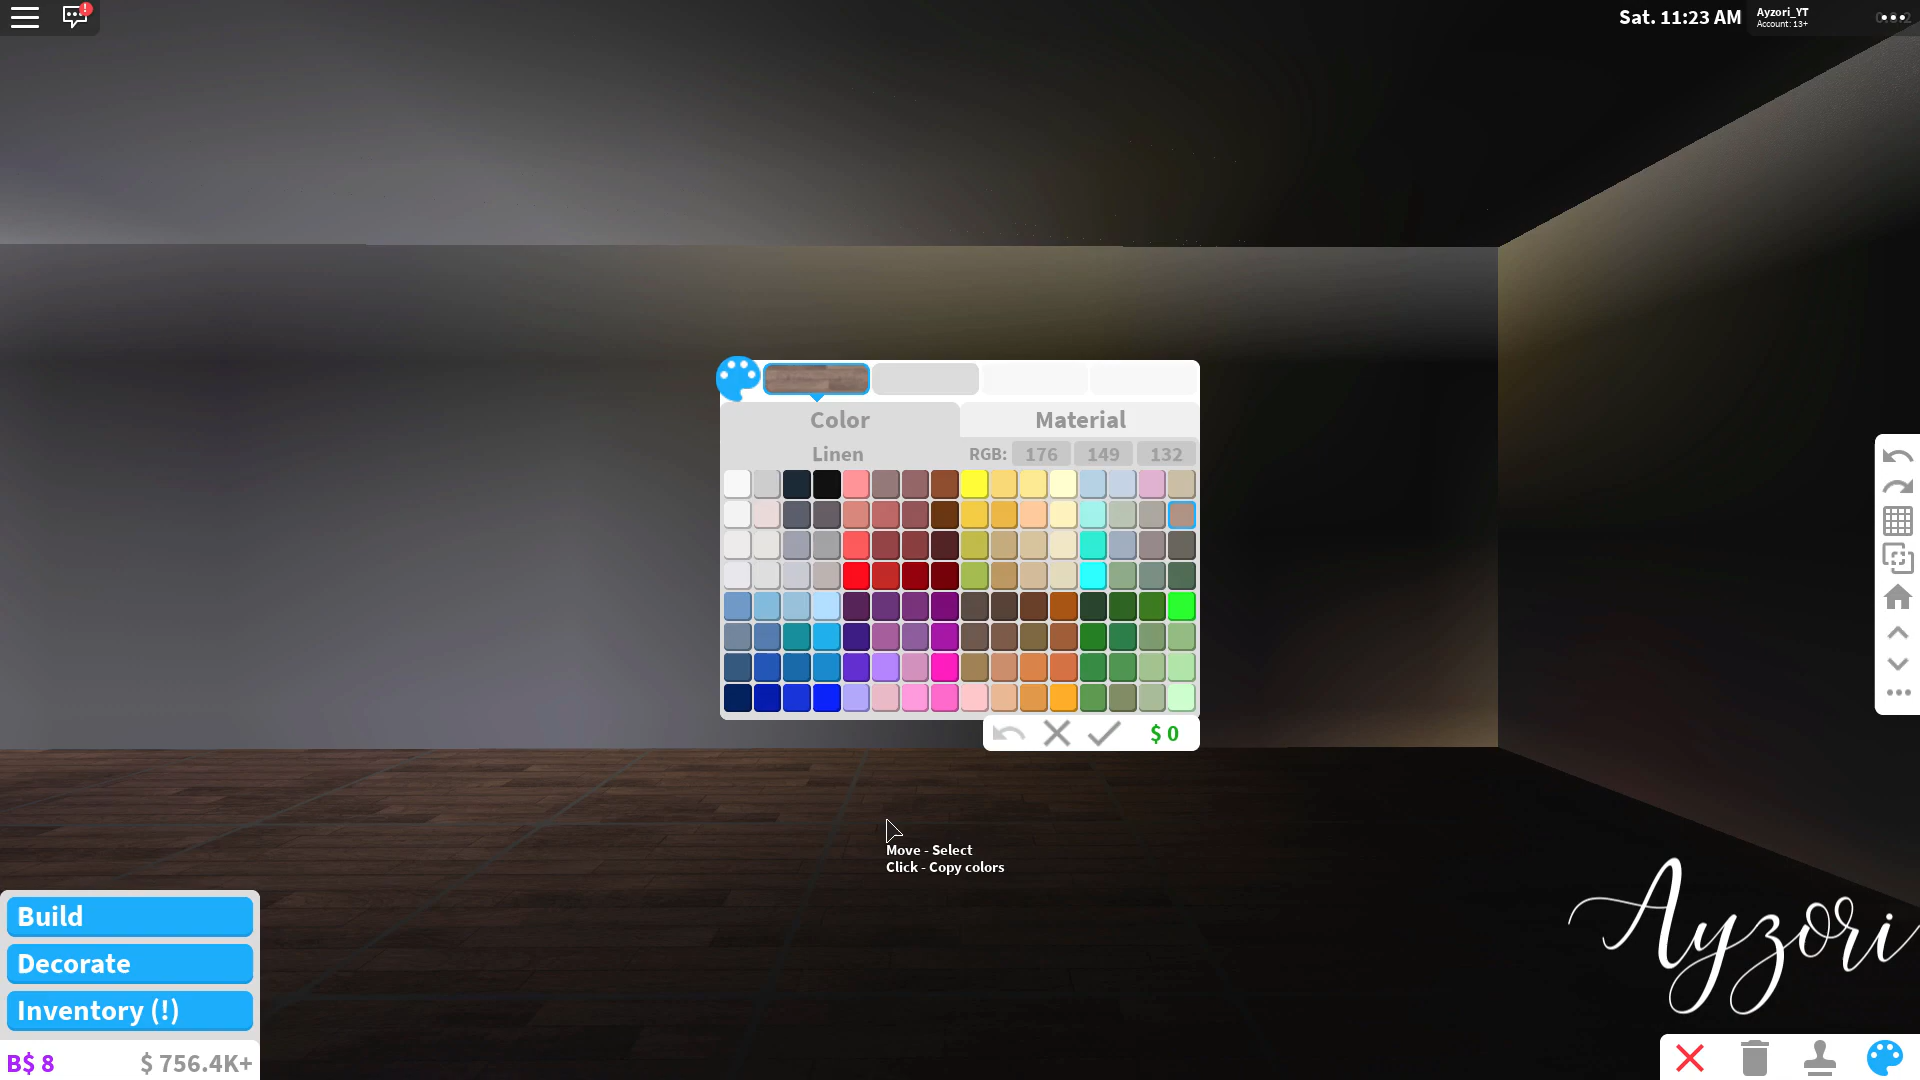 Sat. 11:23 AM
Ayzori_YT
Account: 13+
Color
Material
Linen
RGB: 176 149 132
$ 0
Move - Select
Click - Copy colors
Build
Decorate
Inventory (!)
B$ 8
$ 756.4K+
Ayzori